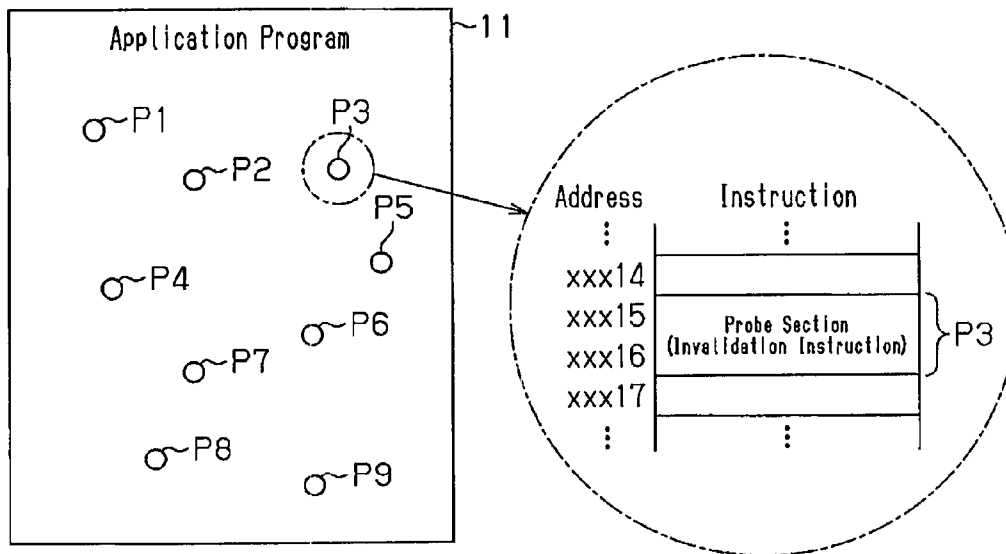 Application Program
11
P1
P2
P3
P5
P4
P6
P7
P8
P9
Address Instruction
⋮ ⋮
xxx14
xxx15
xxx16
xxx17
⋮ ⋮
Probe Section
(Invalidation Instruction)
P3